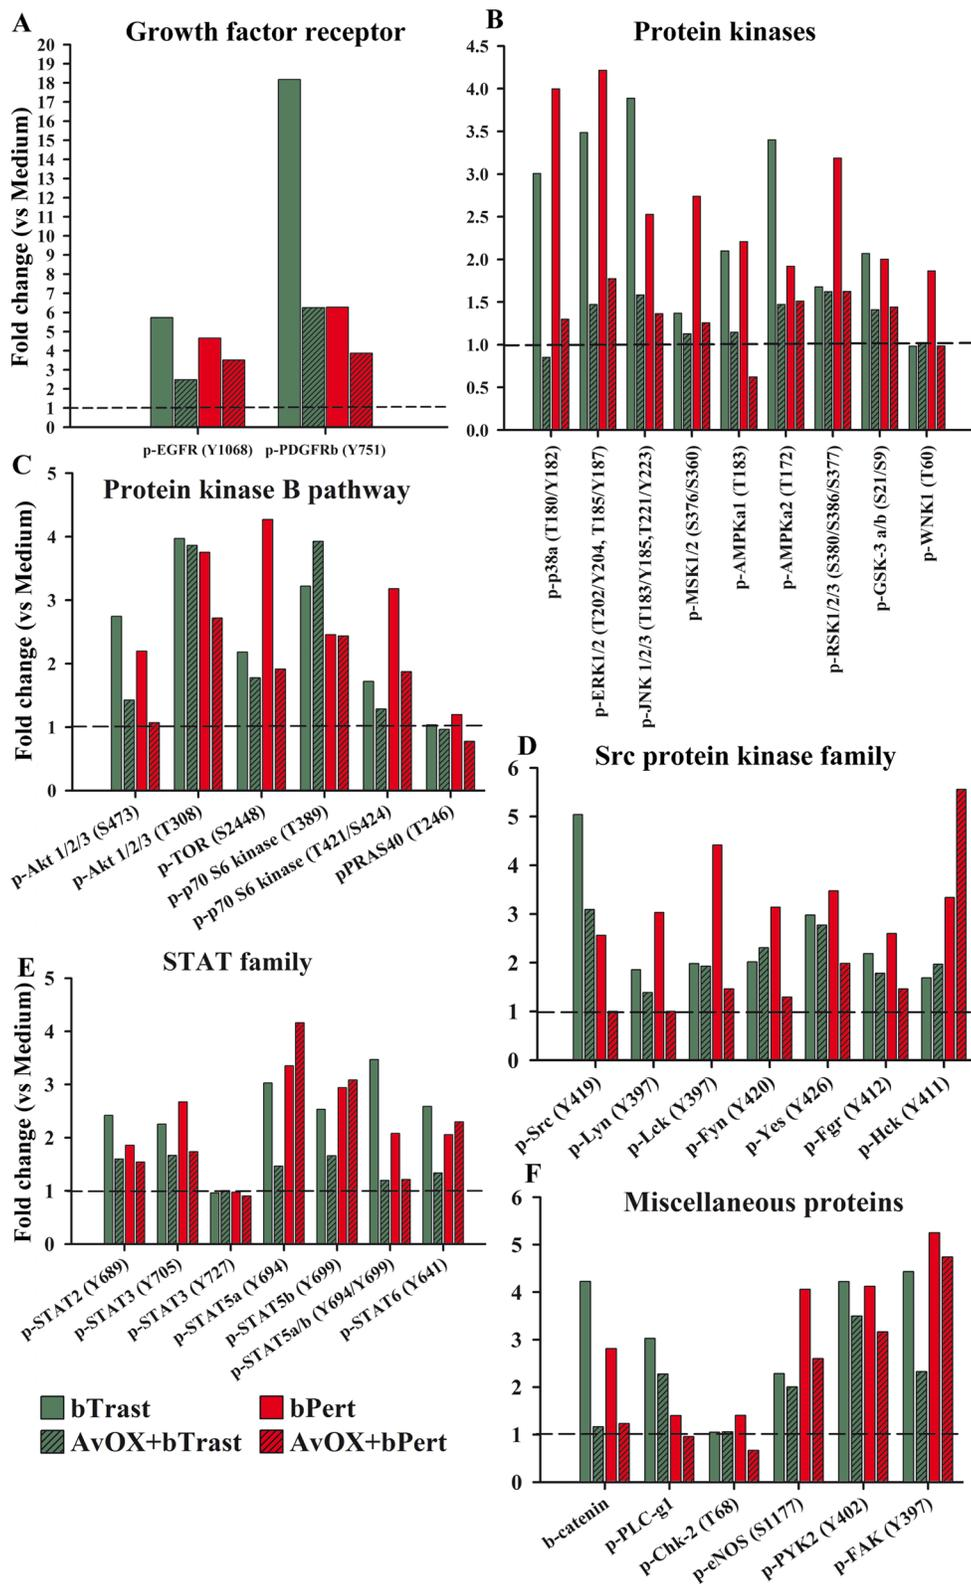 A
Growth factor receptor
Fold change (vs Medium)
20
19
18
17
16
15
14
13
12
11
10
9
8
7
6
5
4
3
2
1
0
p-EGFR (Y1068)
p-PDGFRb (Y751)
B
Protein kinases
4.5
4.0
3.5
3.0
2.5
2.0
1.5
1.0
0.5
0.0
p-p38a (T180/Y182)
p-ERK1/2 (T202/Y204, T185/Y187)
p-JNK 1/2/3 (T183/Y185,T221/Y223)
p-MSK1/2 (S376/S360)
p-AMPKa1 (T183)
p-AMPKa2 (T172)
p-RSK1/2/3 (S380/S386/S377)
p-GSK-3 a/b (S21/S9)
p-WNK1 (T60)
C
Protein kinase B pathway
Fold change (vs Medium)
5
4
3
2
1
0
p-Akt 1/2/3 (S473)
p-Akt 1/2/3 (T308)
p-TOR (S2448)
p-p70 S6 kinase (T389)
p-p70 S6 kinase (T421/S424)
pPRAS40 (T246)
D
Src protein kinase family
6
5
4
3
2
1
0
p-Src (Y419)
p-Lyn (Y397)
p-Lck (Y397)
p-Fyn (Y420)
p-Yes (Y426)
p-Fgr (Y412)
p-Hck (Y411)
E
STAT family
Fold change (vs Medium)
5
4
3
2
1
0
p-STAT2 (Y689)
p-STAT3 (Y705)
p-STAT3 (Y727)
p-STAT5a (Y694)
p-STAT5b (Y699)
p-STAT5a/b (Y694/Y699)
p-STAT6 (Y641)
F
Miscellaneous proteins
6
5
4
3
2
1
0
b-catenin
p-PLC-g1
p-Chk-2 (T68)
p-eNOS (S1177)
p-PYK2 (Y402)
p-FAK (Y397)
bTrast
bPert
AvOX+bTrast
AvOX+bPert